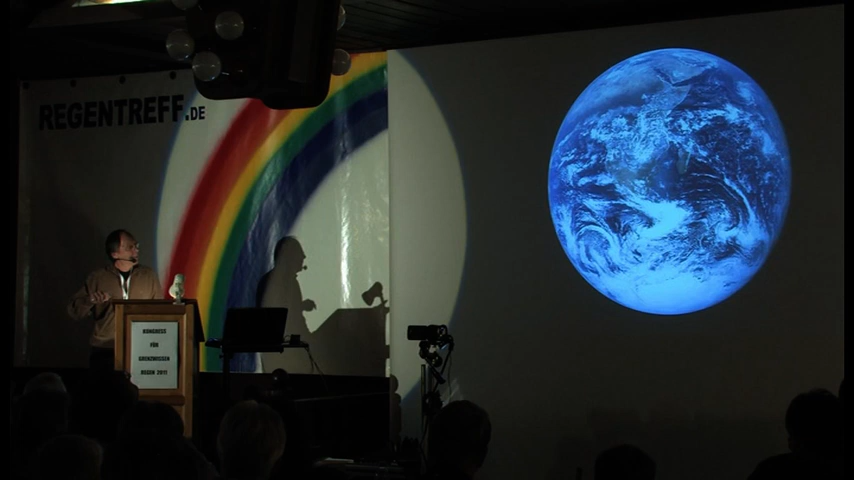 REGENTREFF.DE
KONGRESS
FÜR
GRENZWISSEN
REGEN 2011